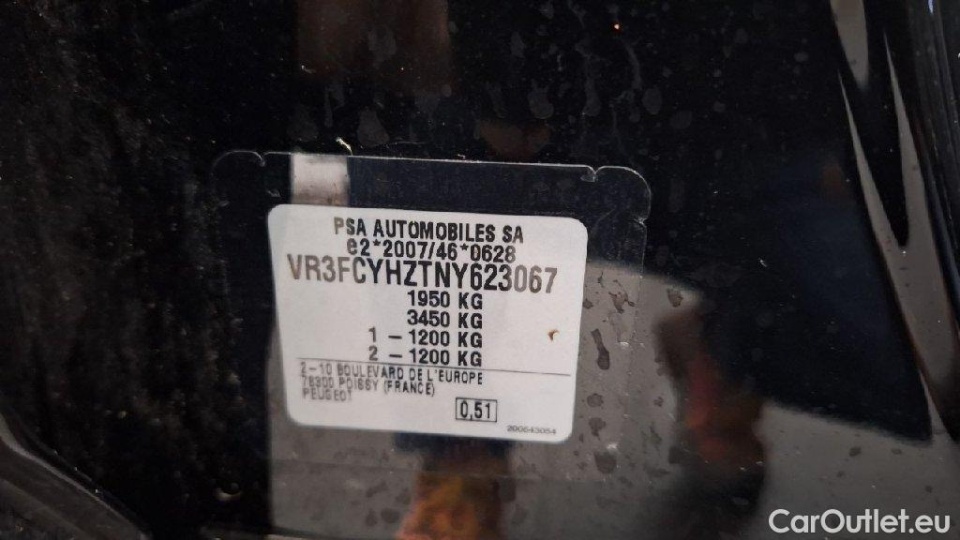 PSA AUTOMOBILES SA
e2*2007/46*0628
VR3FCYHZTNY623067
1950 KG
3450 KG
1 - 1200 KG
2 - 1200 KG
2-10 BOULEVARD DE L'EUROPE
78300 POISSY (FRANCE)
PEUGEOT
0,51
200643054
CarOutlet.eu